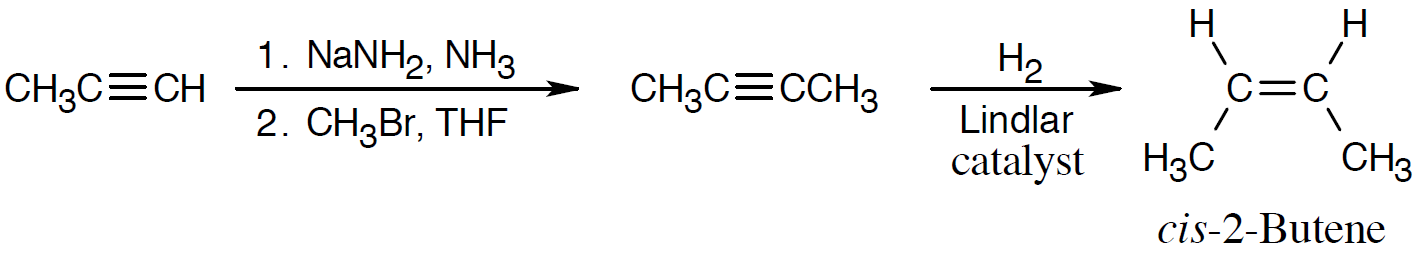 CH₃C≡CH
1. NaNH₂, NH₃
2. CH₃Br, THF
CH₃C≡CCH₃
H₂
Lindlar
catalyst
H H
C=C
H₃C CH₃
cis-2-Butene